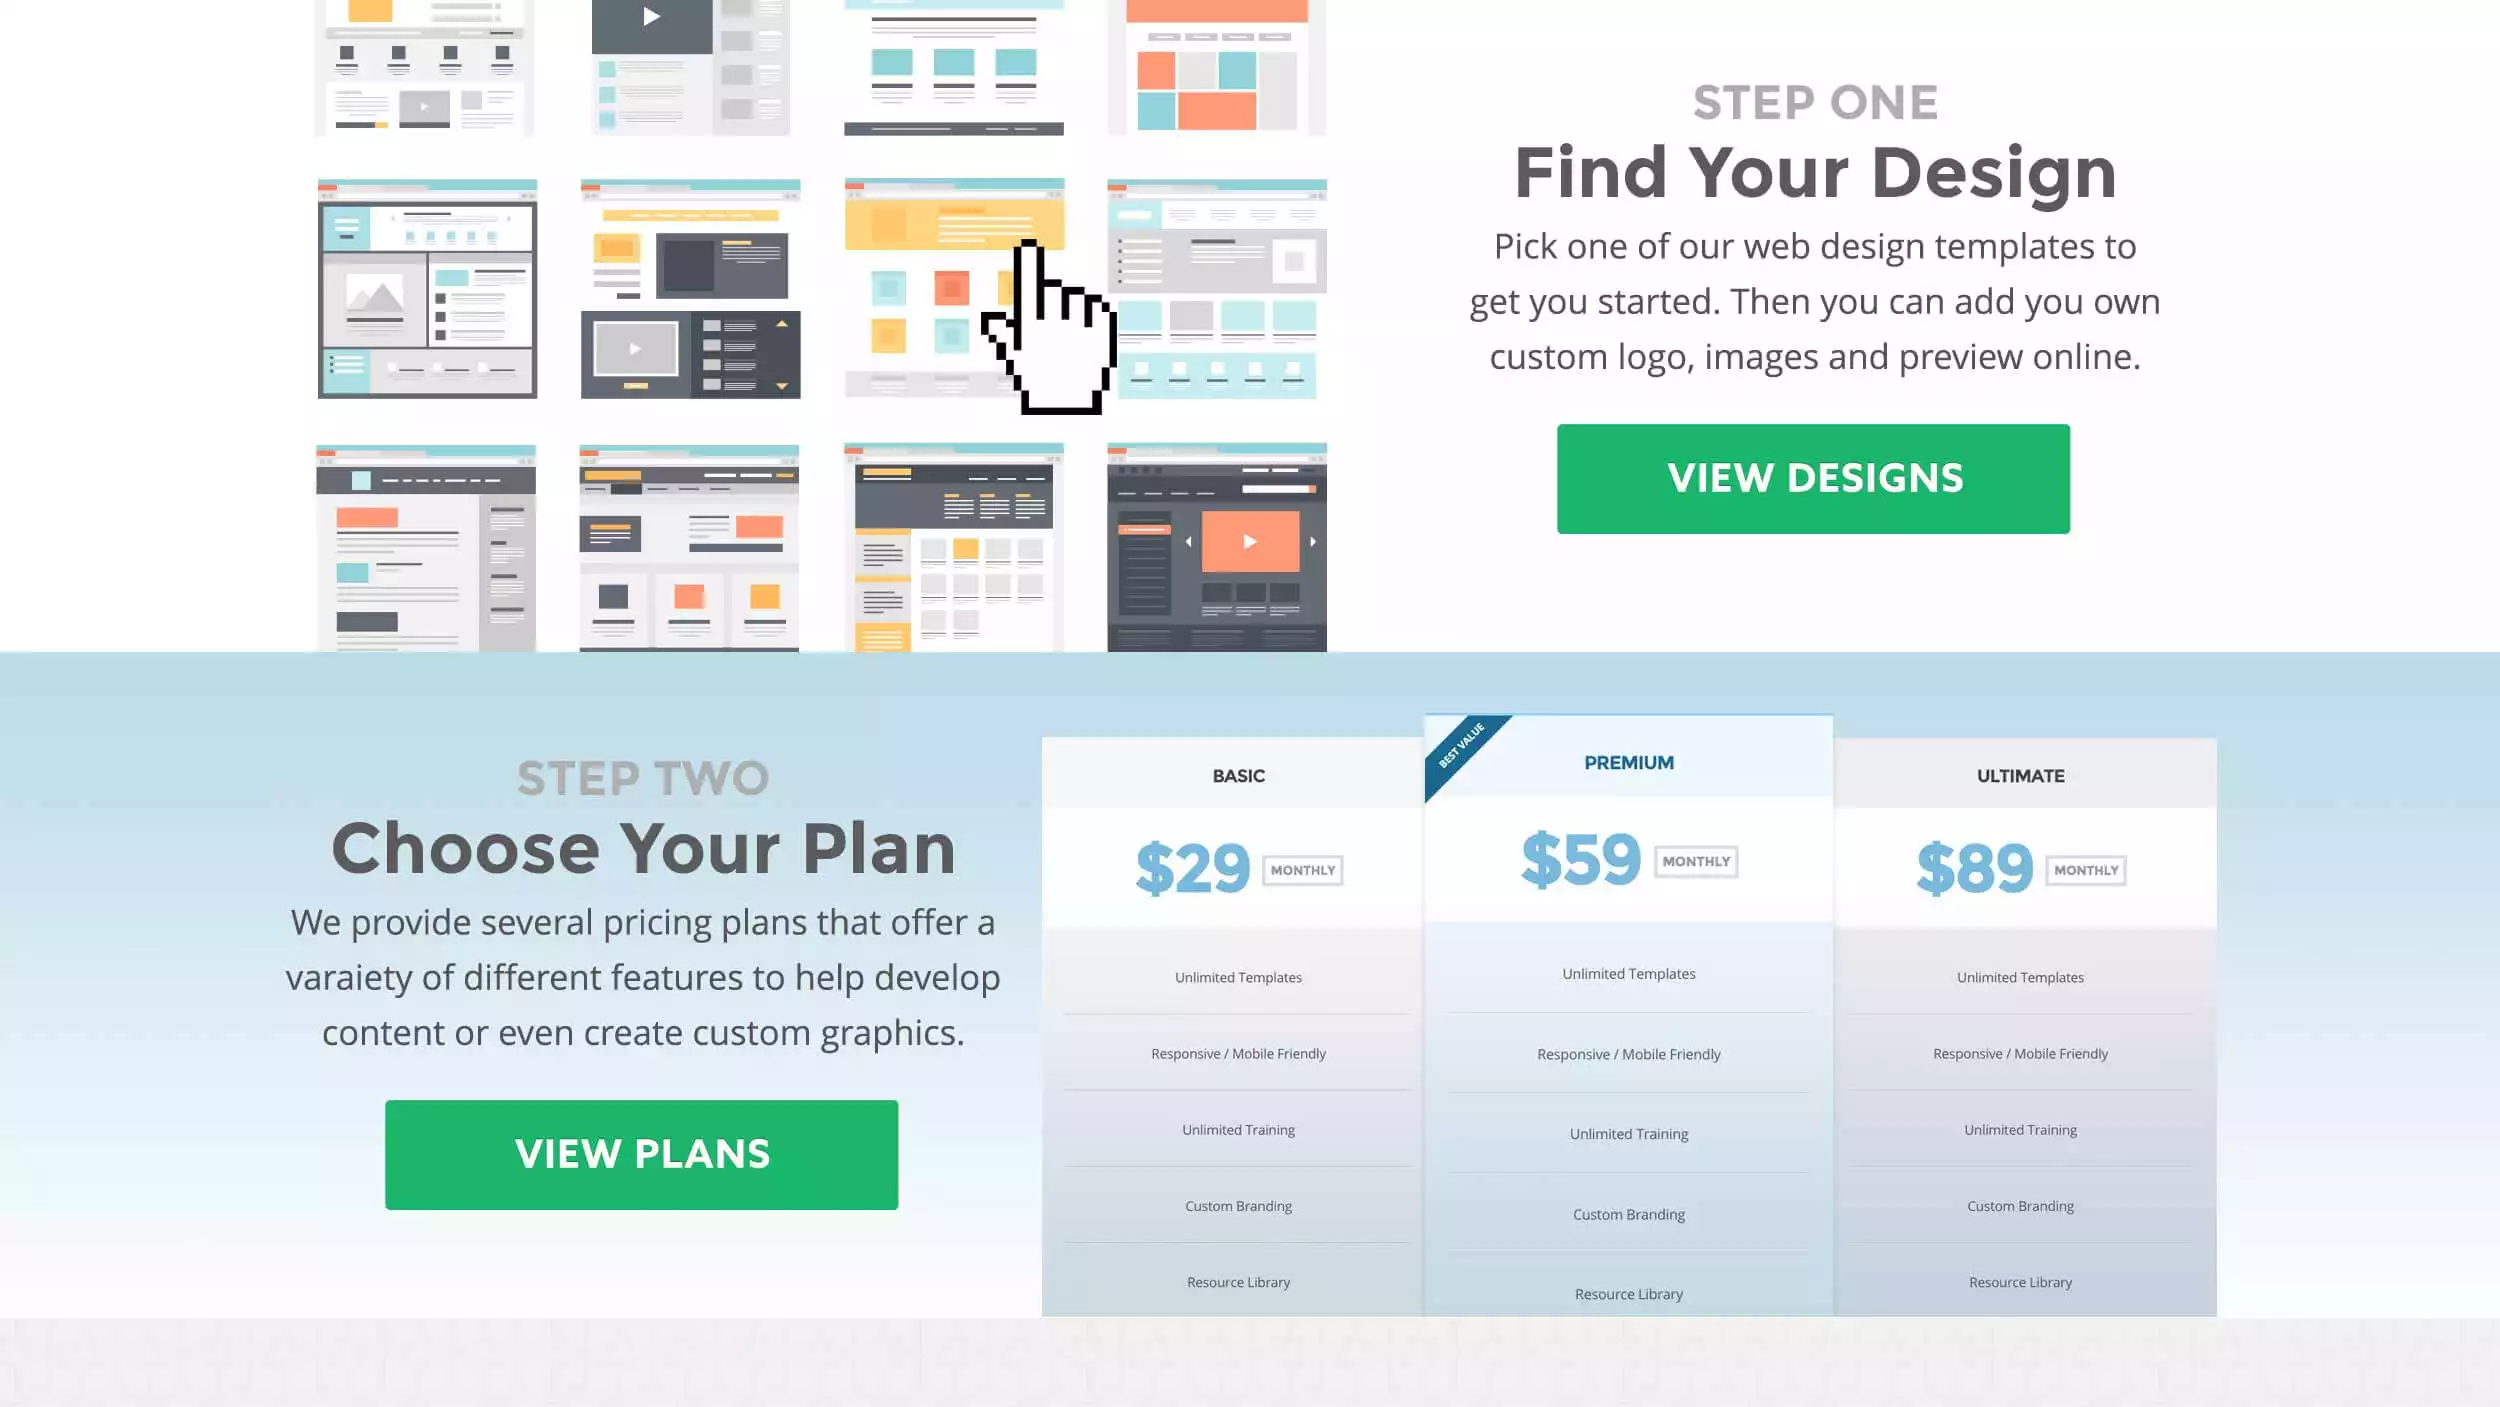 STEP ONE
Find Your Design
Pick one of our web design templates to
get you started. Then you can add you own
custom logo, images and preview online.
VIEW DESIGNS
STEP TWO
Choose Your Plan
We provide several pricing plans that offer a
varaiety of different features to help develop
content or even create custom graphics.
VIEW PLANS
BASIC
$29 MONTHLY
Unlimited Templates
Responsive / Mobile Friendly
Unlimited Training
Custom Branding
Resource Library
BEST VALUE
PREMIUM
$59 MONTHLY
Unlimited Templates
Responsive / Mobile Friendly
Unlimited Training
Custom Branding
Resource Library
ULTIMATE
$89 MONTHLY
Unlimited Templates
Responsive / Mobile Friendly
Unlimited Training
Custom Branding
Resource Library